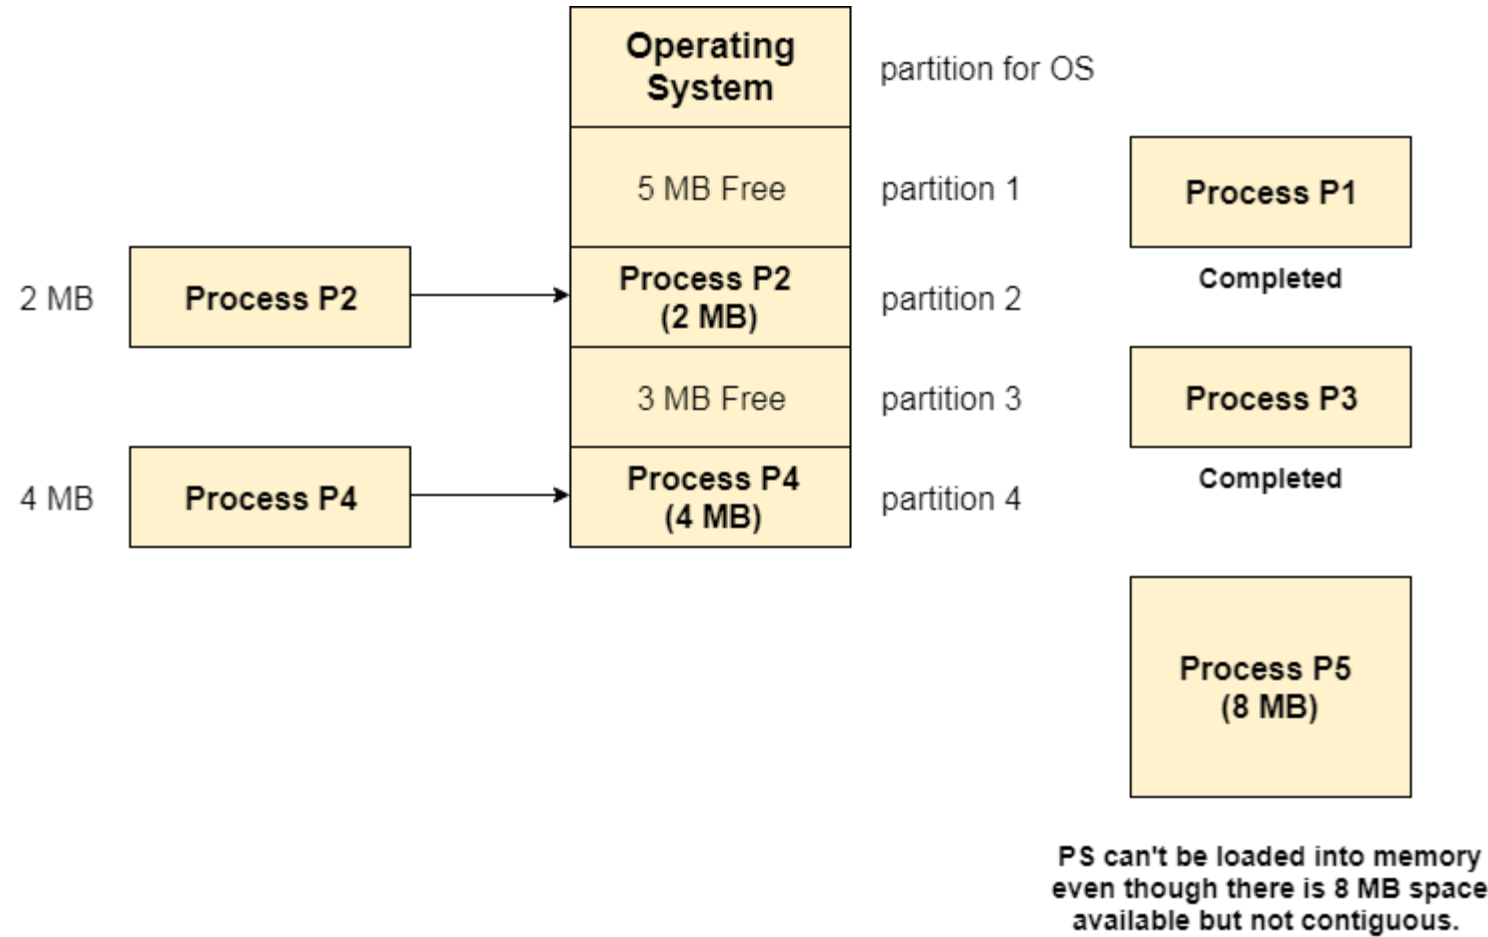 Operating
System
partition for OS
5 MB Free
partition 1
Process P1
Completed
2 MB
Process P2
Process P2
(2 MB)
partition 2
3 MB Free
partition 3
Process P3
Completed
4 MB
Process P4
Process P4
(4 MB)
partition 4
Process P5
(8 MB)
PS can't be loaded into memory
even though there is 8 MB space
available but not contiguous.